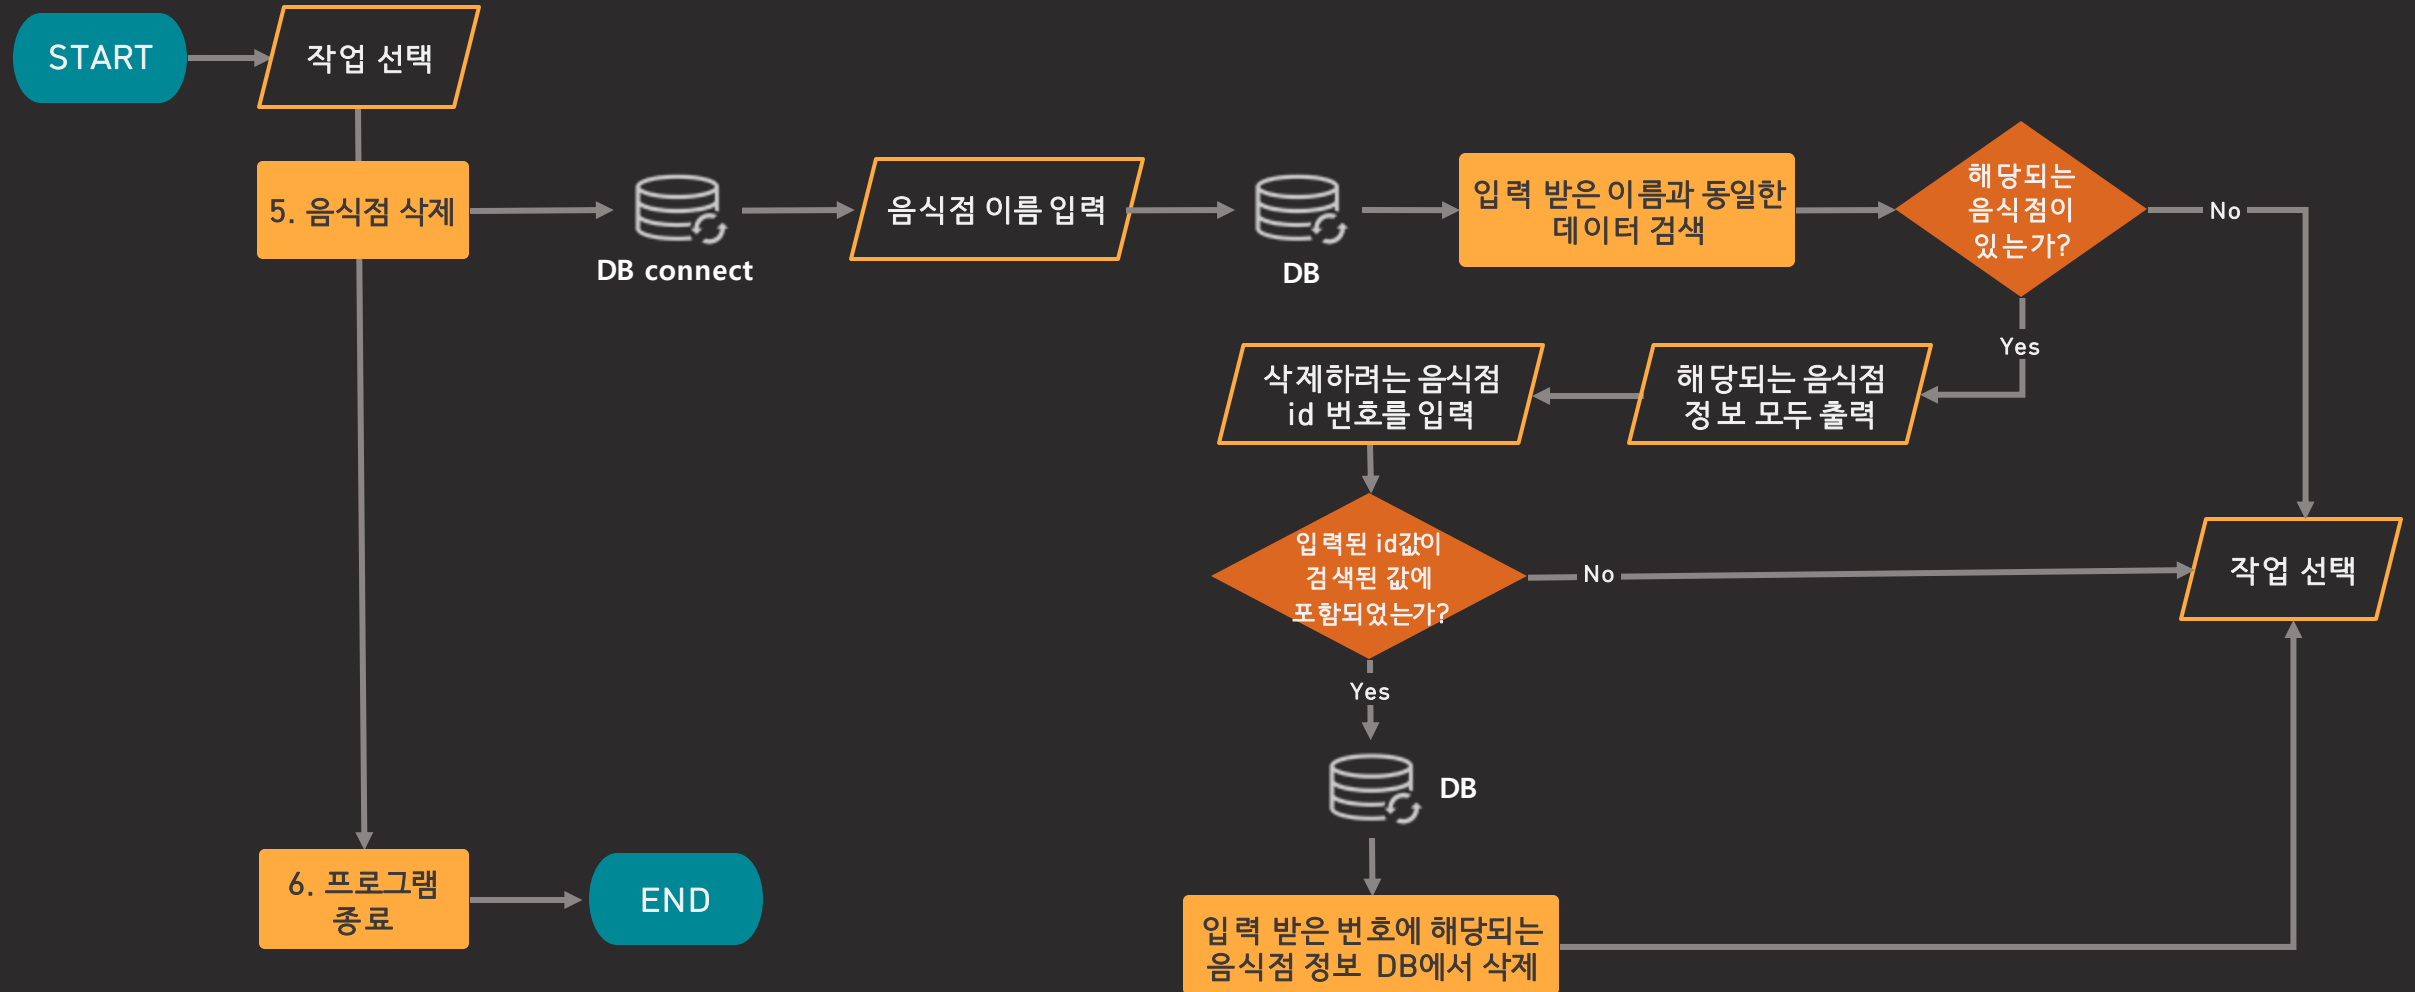 START
작업 선택
5. 음식점 삭제
DB connect
음식점 이름 입력
DB
입력 받은 이름과 동일한
데이터 검색
해당되는
음식점이
있는가?
No
Yes
해당되는 음식점
정보 모두 출력
삭제하려는 음식점
id 번호를 입력
입력된 id값이
검색된 값에
포함되었는가?
No
작업 선택
Yes
DB
입력 받은 번호에 해당되는
음식점 정보 DB에서 삭제
6. 프로그램
종료
END